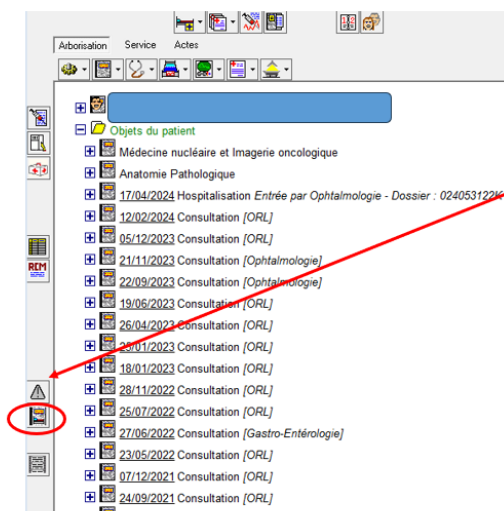 Arborisation Service Actes
Objets du patient
Médecine nucléaire et Imagerie oncologique
Anatomie Pathologique
17/04/2024 Hospitalisation Entrée par Ophtalmologie - Dossier : 024053122K
12/02/2024 Consultation [ORL]
05/12/2023 Consultation [ORL]
21/11/2023 Consultation [Ophtalmologie]
22/09/2023 Consultation [Ophtalmologie]
REM
19/06/2023 Consultation [ORL]
26/04/2023 Consultation [ORL]
25/01/2023 Consultation [ORL]
18/01/2023 Consultation [ORL]
28/11/2022 Consultation [ORL]
25/07/2022 Consultation [ORL]
27/06/2022 Consultation [Gastro-Entérologie]
23/05/2022 Consultation [ORL]
07/12/2021 Consultation [ORL]
24/09/2021 Consultation [ORL]